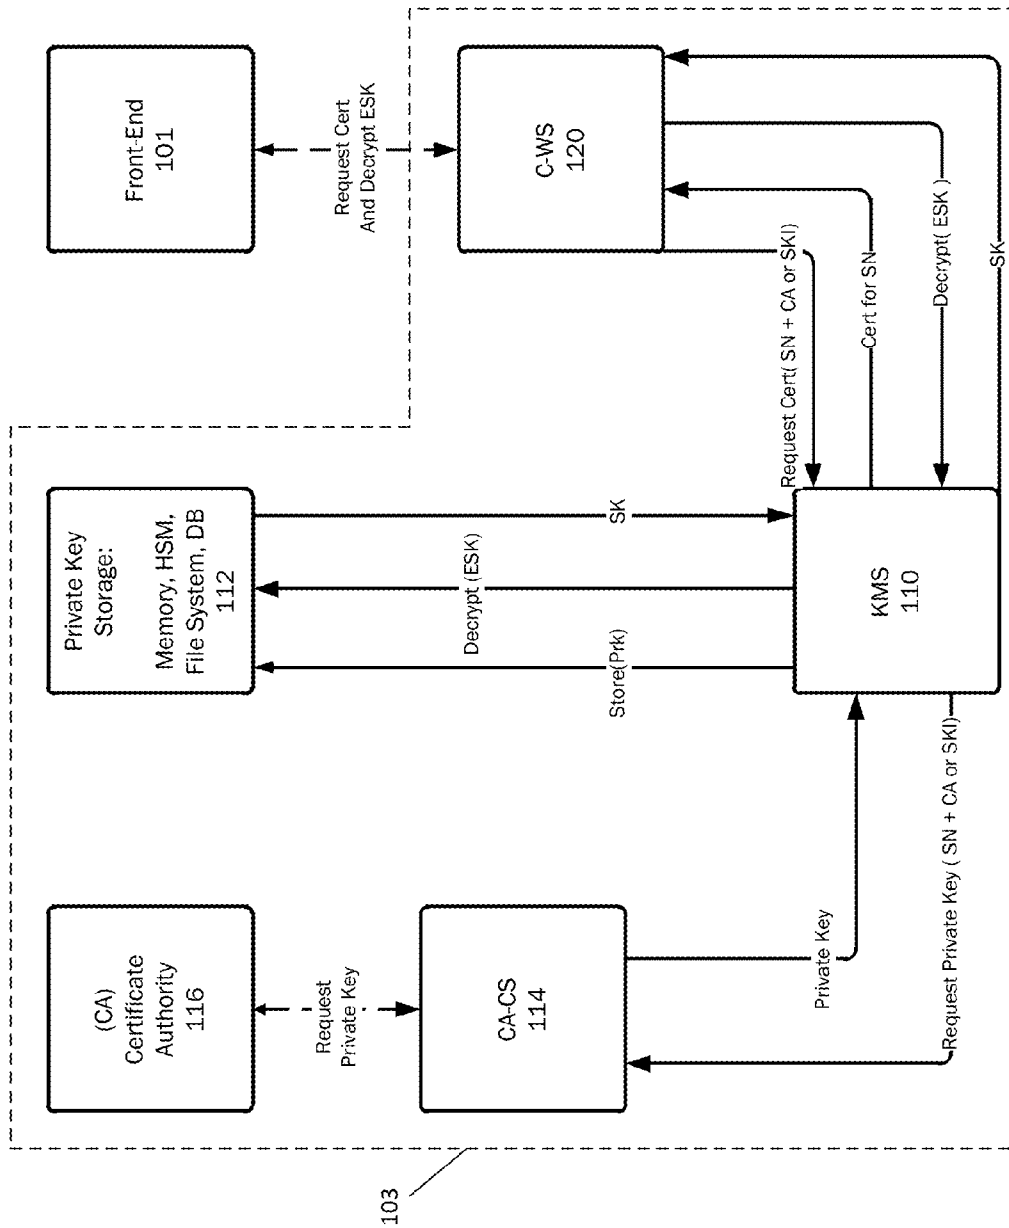 (CA)
Certificate
Authority
116
Private Key
Storage:
Memory, HSM,
File System, DB
112
Front-End
101
Request
Private Key
Request Cert
And Decrypt ESK
CA-CS
114
C-WS
120
Private Key
Request Private Key ( SN + CA or SKI)
Store(Prk)
Decrypt (ESK)
SK
KMS
110
Request Cert( SN + CA or SKI)
Cert for SN
Decrypt( ESK )
SK
103